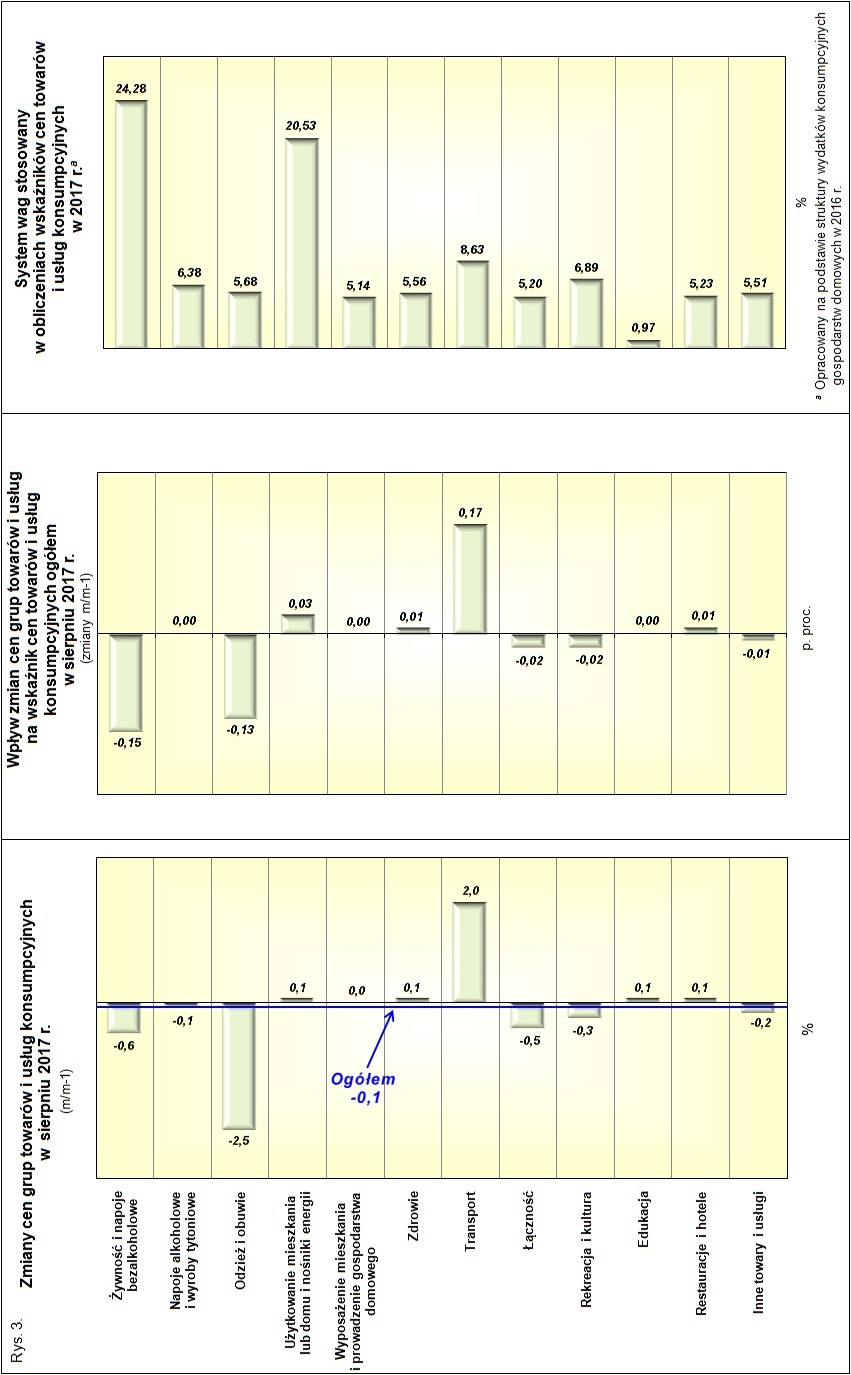 Rys. 3.
Zmiany cen grup towarów i usług konsumpcyjnych
w sierpniu 2017 r.
(m/m-1)
Żywność i napoje
bezalkoholowe
Napoje alkoholowe
i wyroby tytoniowe
Odzież i obuwie
Użytkowanie mieszkania
lub domu i nośniki energii
Wyposażenie mieszkania
i prowadzenie gospodarstwa
domowego
Zdrowie
Transport
Łączność
Rekreacja i kultura
Edukacja
Restauracje i hotele
Inne towary i usługi
-0,6
-0,1
-2,5
0,1
0,0
0,1
2,0
-0,5
-0,3
0,1
0,1
-0,2
Ogółem
-0,1
%
Wpływ zmian cen grup towarów i usług
na wskaźnik cen towarów i usług
konsumpcyjnych ogółem
w sierpniu 2017 r.
(zmiany m/m-1)
-0,15
0,00
-0,13
0,03
0,00
0,01
0,17
-0,02
-0,02
0,00
0,01
-0,01
p. proc.
System wag stosowany
w obliczeniach wskaźników cen towarów
i usług konsumpcyjnych
w 2017 r.a
24,28
6,38
5,68
20,53
5,14
5,56
8,63
5,20
6,89
0,97
5,23
5,51
%
a Opracowany na podstawie struktury wydatków konsumpcyjnych
gospodarstw domowych w 2016 r.